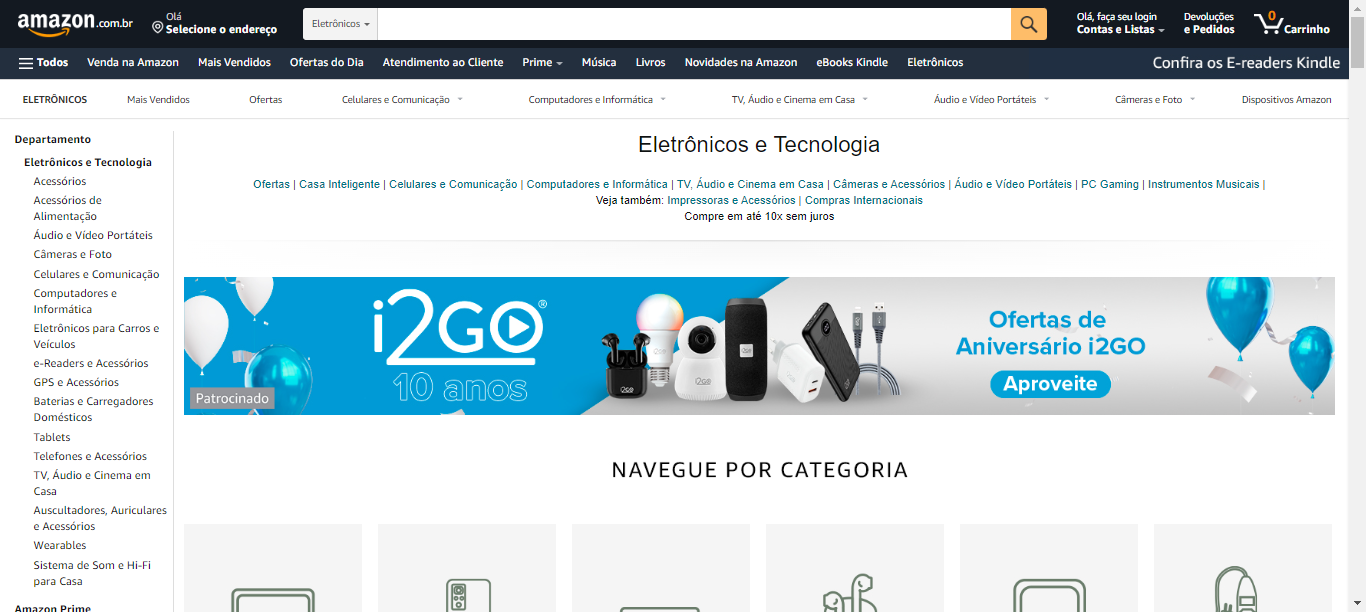 amazon.com.br
Olá
Selecione o endereço
Eletrônicos
Olá, faça seu login
Contas e Listas
Devoluções
e Pedidos
0
Carrinho
Todos Venda na Amazon Mais Vendidos Ofertas do Dia Atendimento ao Cliente Prime Música Livros Novidades na Amazon eBooks Kindle Eletrônicos Confira os E-readers Kindle
ELETRÔNICOS Mais Vendidos Ofertas Celulares e Comunicação Computadores e Informática TV, Áudio e Cinema em Casa Áudio e Vídeo Portáteis Câmeras e Foto Dispositivos Amazon
Departamento
Eletrônicos e Tecnologia
Acessórios
Acessórios de
Alimentação
Áudio e Vídeo Portáteis
Câmeras e Foto
Celulares e Comunicação
Computadores e
Informática
Eletrônicos para Carros e
Veículos
e-Readers e Acessórios
GPS e Acessórios
Baterias e Carregadores
Domésticos
Tablets
Telefones e Acessórios
TV, Áudio e Cinema em
Casa
Auscultadores, Auriculares
e Acessórios
Wearables
Sistema de Som e Hi-Fi
para Casa
Amazon Prime
Eletrônicos e Tecnologia
Ofertas | Casa Inteligente | Celulares e Comunicação | Computadores e Informática | TV, Áudio e Cinema em Casa | Câmeras e Acessórios | Áudio e Vídeo Portáteis | PC Gaming | Instrumentos Musicais |
Veja também: Impressoras e Acessórios | Compras Internacionais
Compre em até 10x sem juros
i2GO®
10 anos
Patrocinado
i2GO
i2GO
Ofertas de
Aniversário i2GO
Aproveite
NAVEGUE POR CATEGORIA